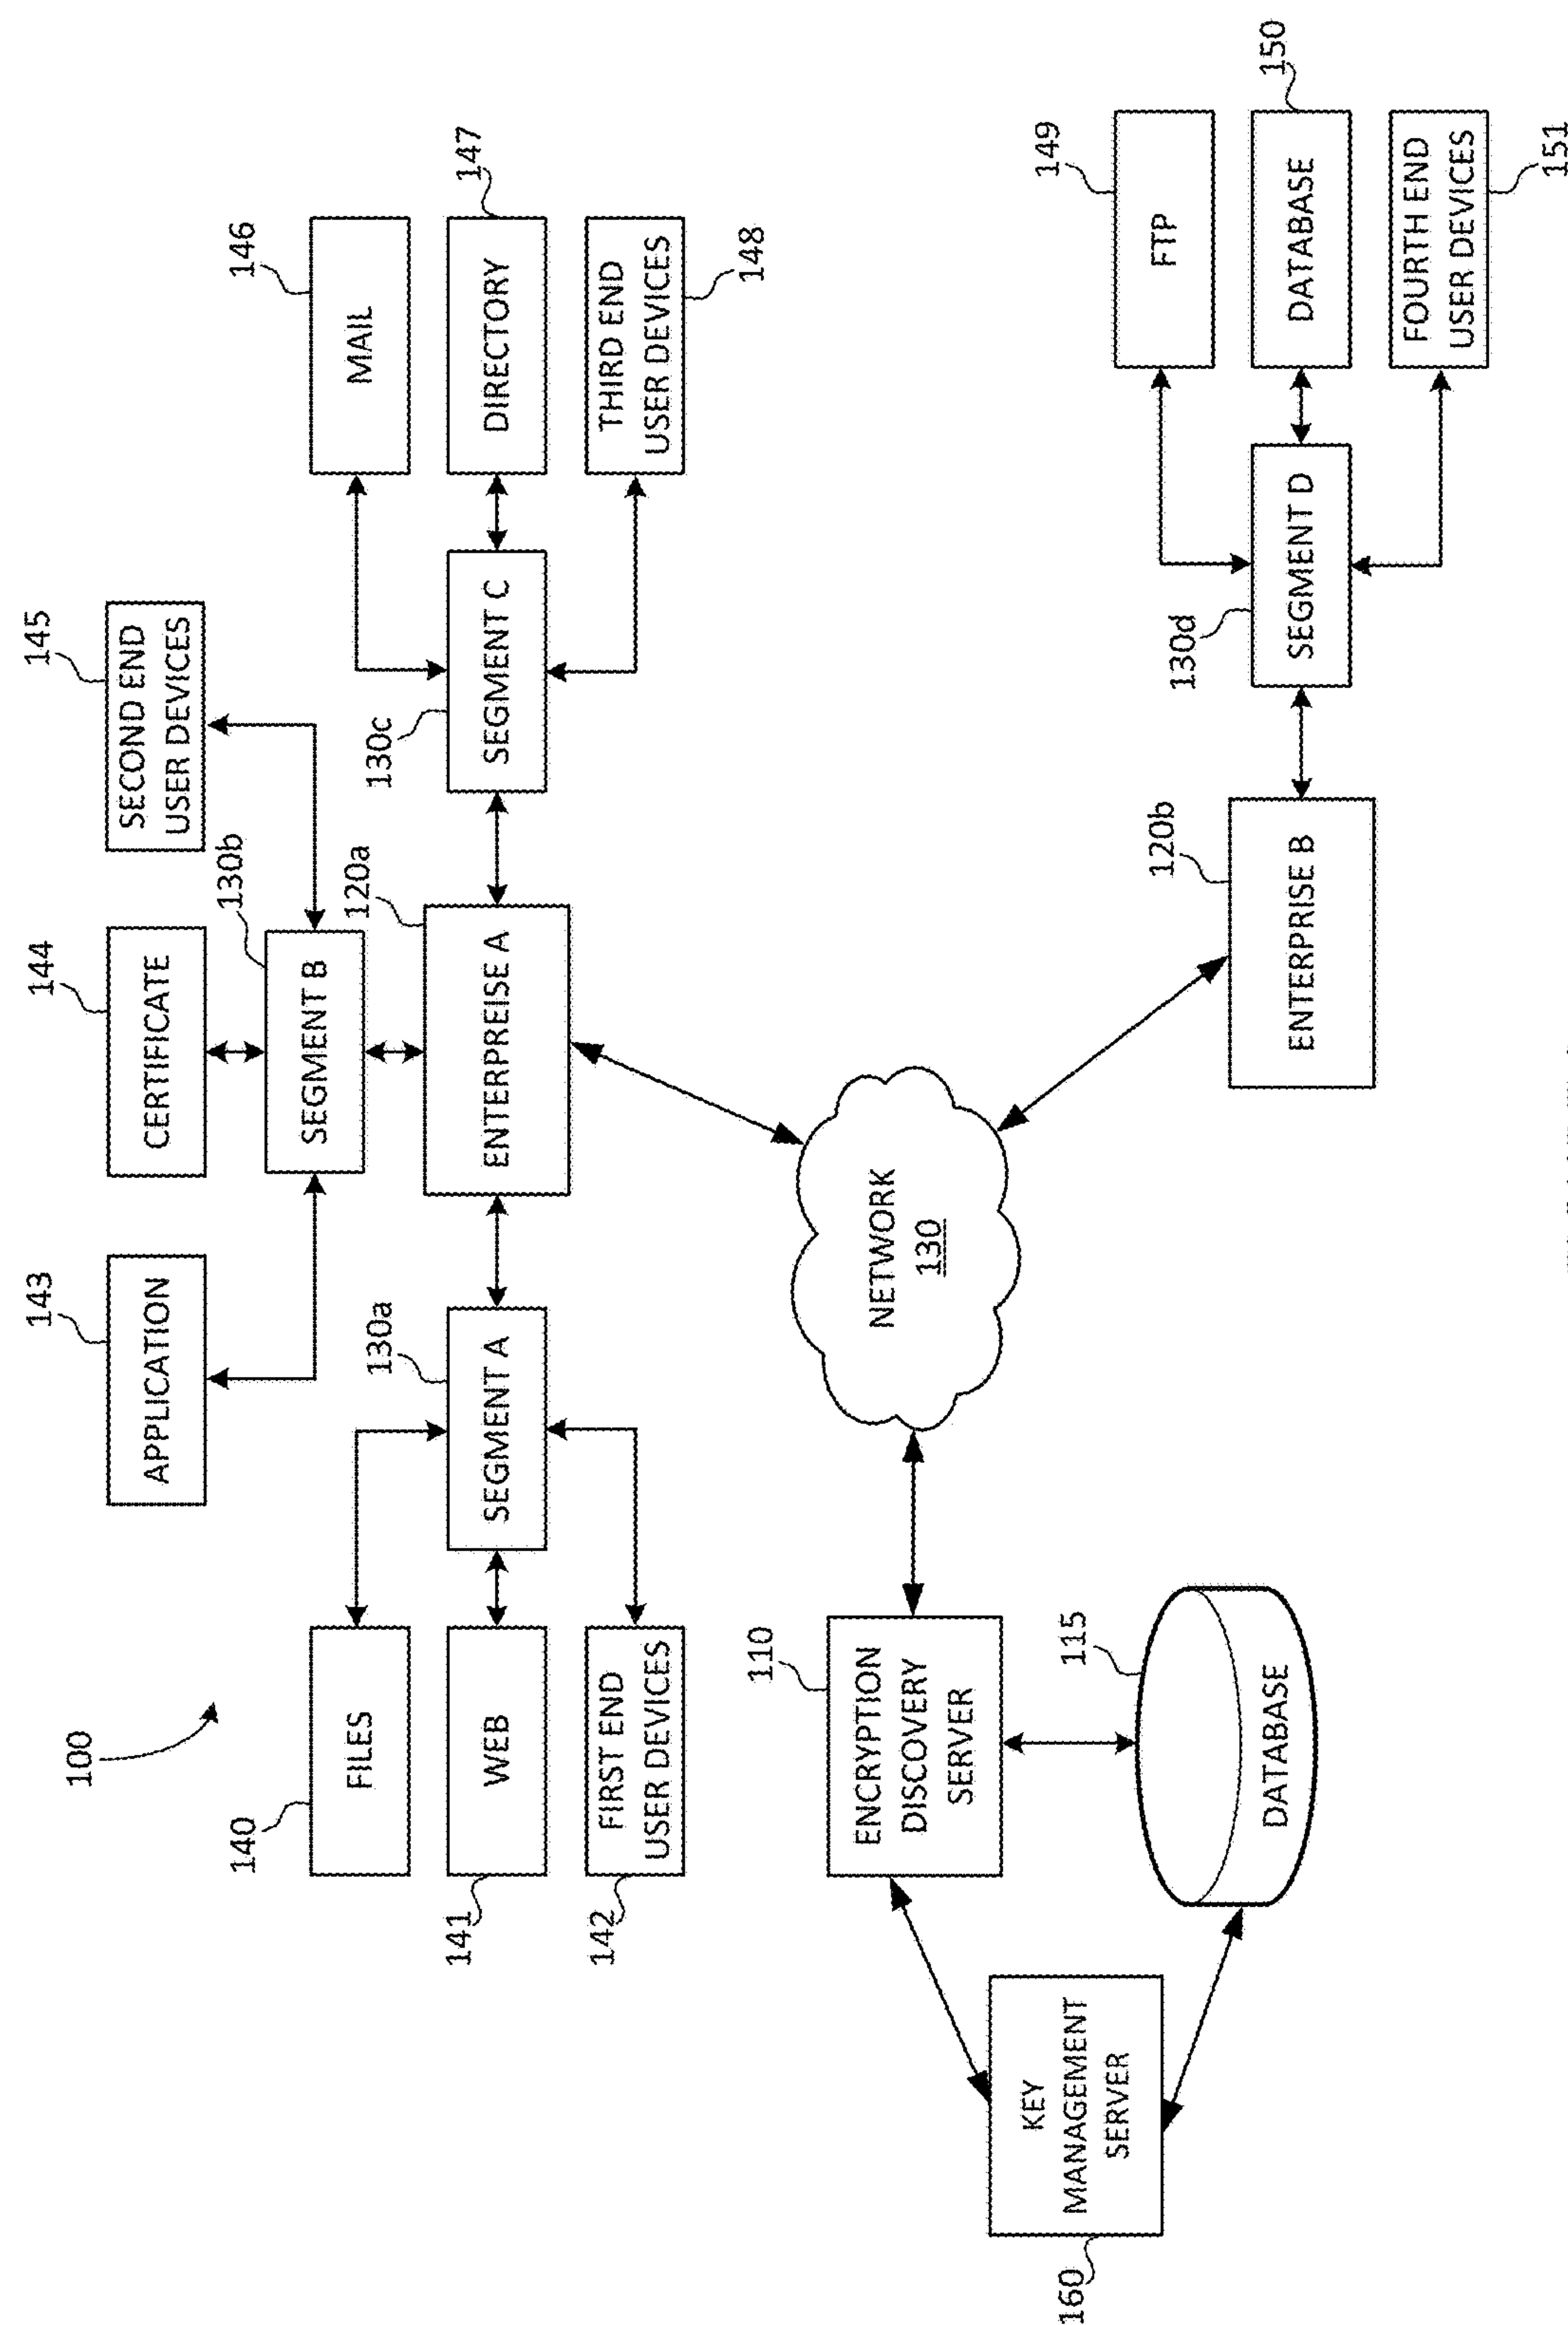 100
143
APPLICATION
144
CERTIFICATE
145
SECOND END
USER DEVICES
130b
SEGMENT B
140
FILES
141
WEB
142
FIRST END
USER DEVICES
130a
SEGMENT A
120a
ENTERPREISE A
130c
SEGMENT C
146
MAIL
147
DIRECTORY
THIRD END
USER DEVICES
148
110
ENCRYPTION
DISCOVERY
SERVER
NETWORK
130
160
KEY
MANAGEMENT
SERVER
115
DATABASE
120b
ENTERPRISE B
130d
SEGMENT D
149
FTP
150
DATABASE
FOURTH END
USER DEVICES
151